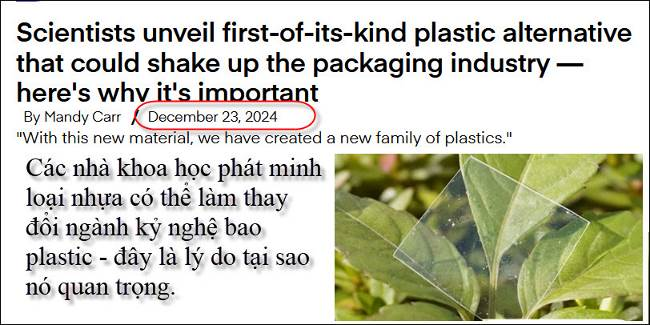 Scientists unveil first-of-its-kind plastic alternative
that could shake up the packaging industry —
here's why it's important
By Mandy Carr / December 23, 2024
"With this new material, we have created a new family of plastics."
Các nhà khoa học phát minh
loại nhựa có thể làm thay
đổi ngành kỷ nghệ bao
plastic - đây là lý do tại sao
nó quan trọng.